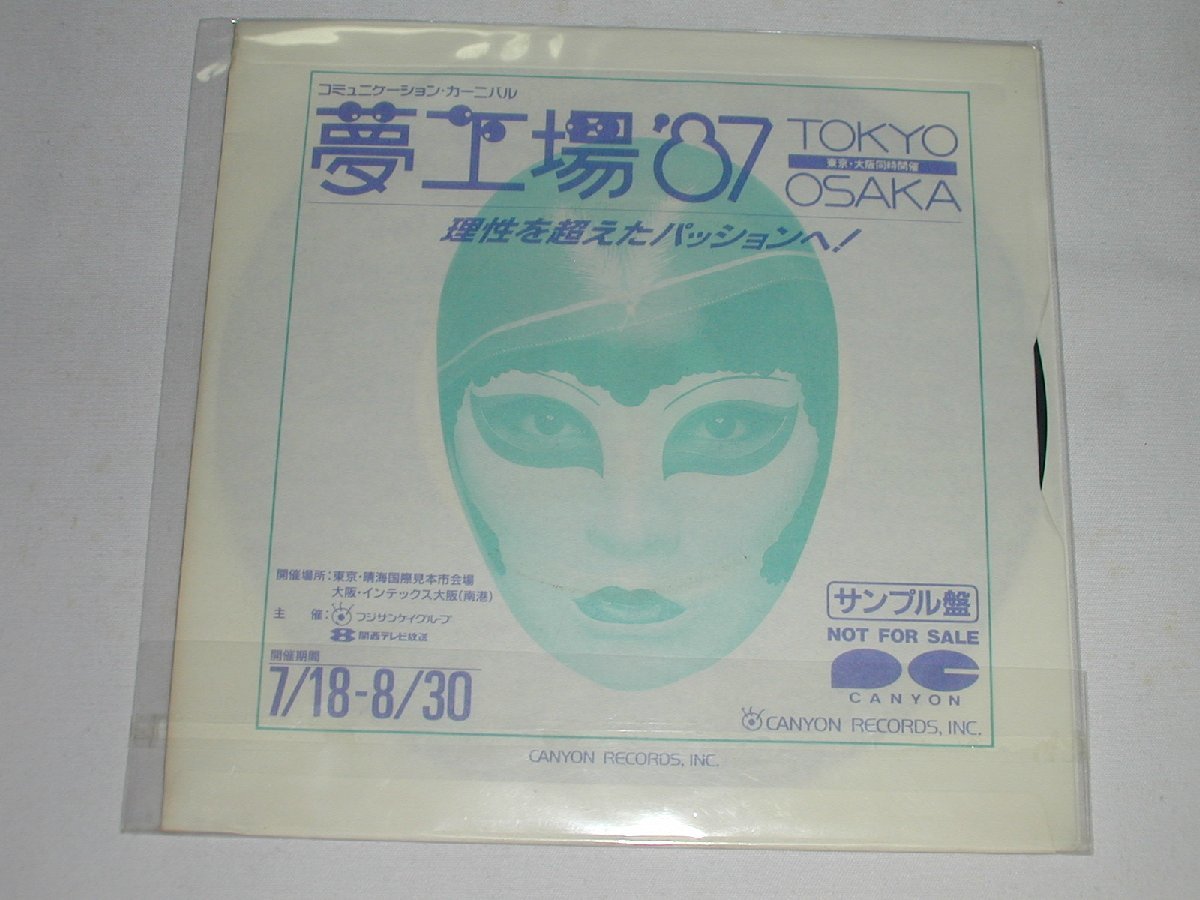 コミュニケーション・カーニバル
夢工場'87
TOKYO
東京・大阪同時開催
OSAKA
理性を超えたパッションへ!
開催場所:東京・晴海国際見本市会場
大阪・インテックス大阪(南港)
主 催:フジサンケイグループ
8 関西テレビ放送
開催期間
7/18-8/30
サンプル盤
NOT FOR SALE
PC
CANYON
CANYON RECORDS, INC.
CANYON RECORDS, INC.